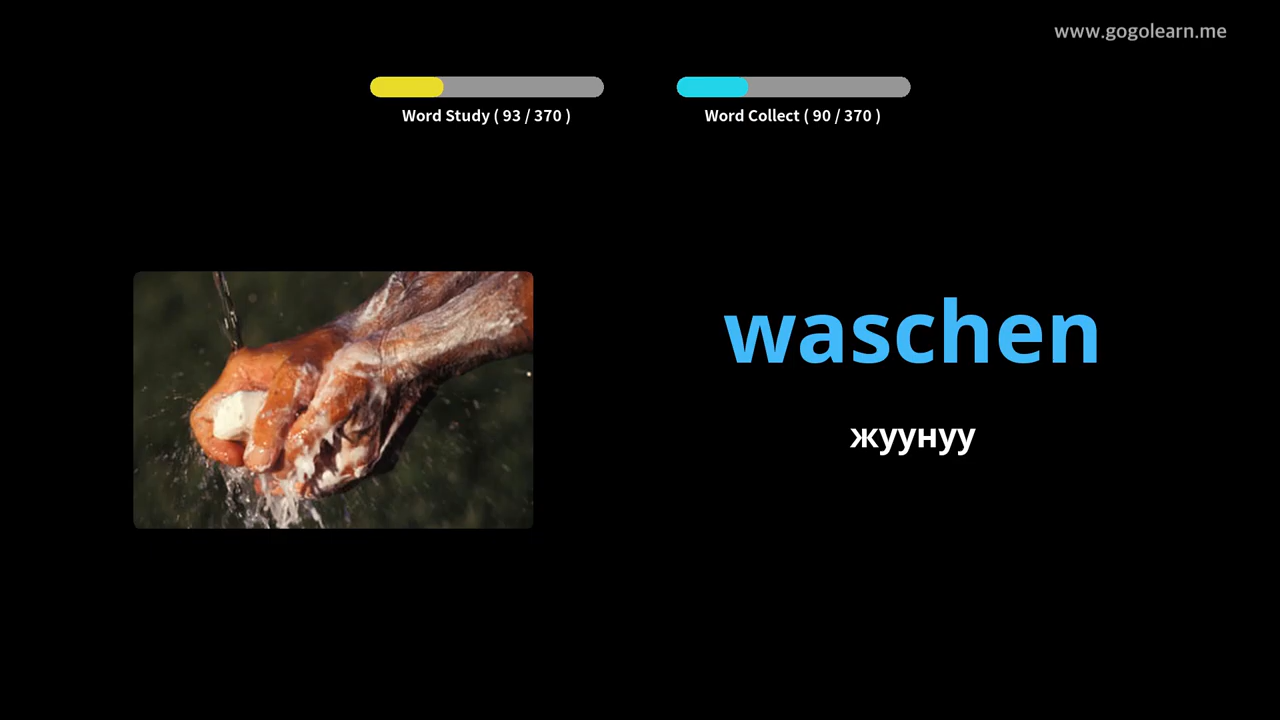 www.gogolearn.me
Word Study ( 93 / 370 )
Word Collect ( 90 / 370 )
waschen
жуунуу